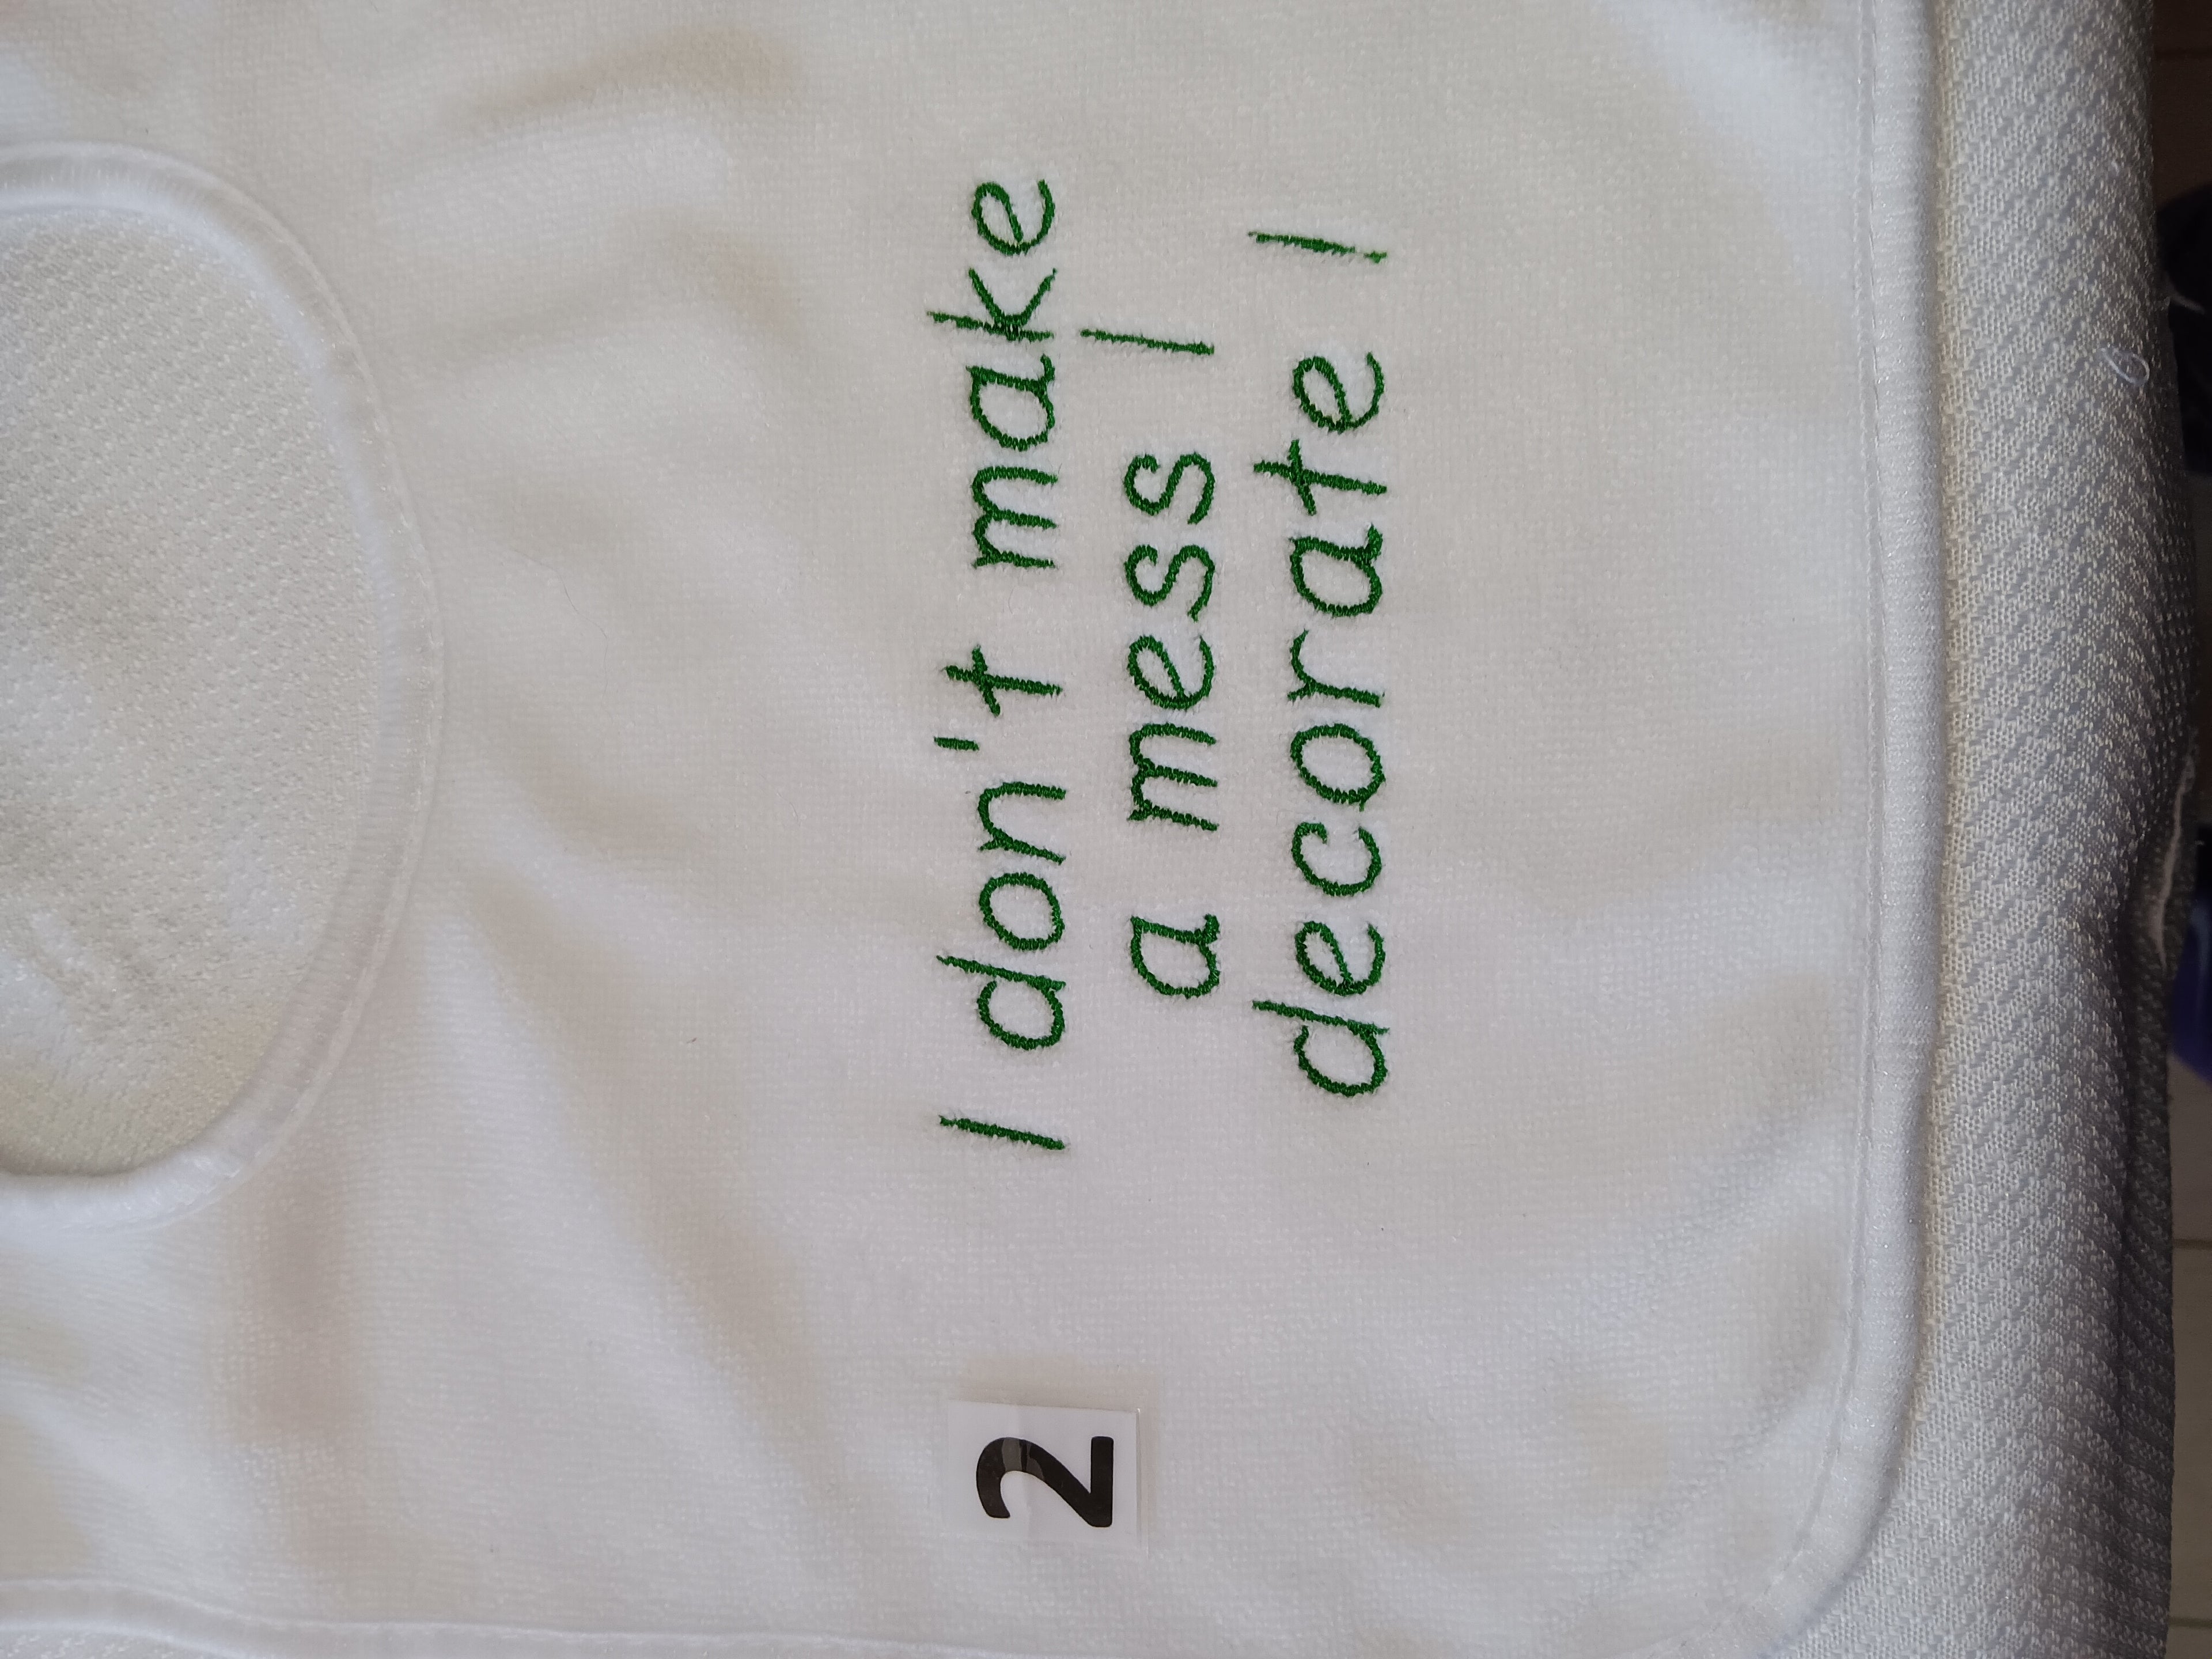 I don't make
a mess I
decorate !
2